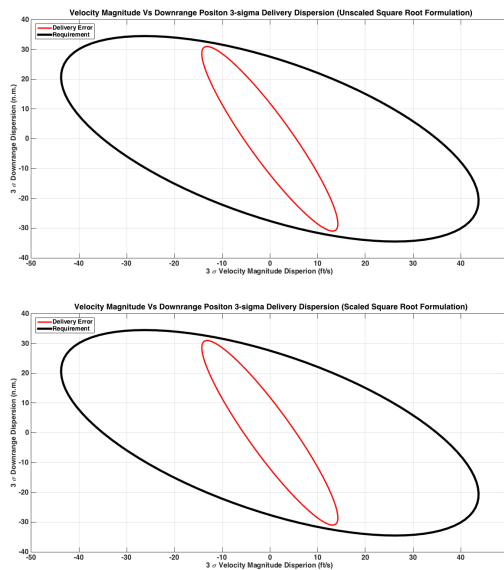 Velocity Magnitude Vs Downrange Positon 3-sigma Delivery Dispersion (Unscaled Square Root Formulation)
40
Delivery Error
Requirement
30
20
10
0
-10
-20
-30
-40
3 σ Downrange Dispersion (n.m.)
-50 -40 -30 -20 -10 0 10 20 30 40
3 σ Velocity Magnitude Disperion (ft/s)
Velocity Magnitude Vs Downrange Positon 3-sigma Delivery Dispersion (Scaled Square Root Formulation)
40
Delivery Error
Requirement
30
20
10
0
-10
-20
-30
-40
3 σ Downrange Dispersion (n.m.)
-50 -40 -30 -20 -10 0 10 20 30 40
3 σ Velocity Magnitude Disperion (ft/s)